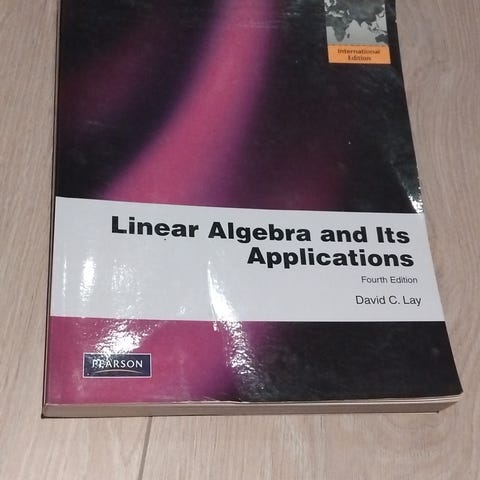 International
Edition
Linear Algebra and Its
Applications
Fourth Edition
David C. Lay
PEARSON